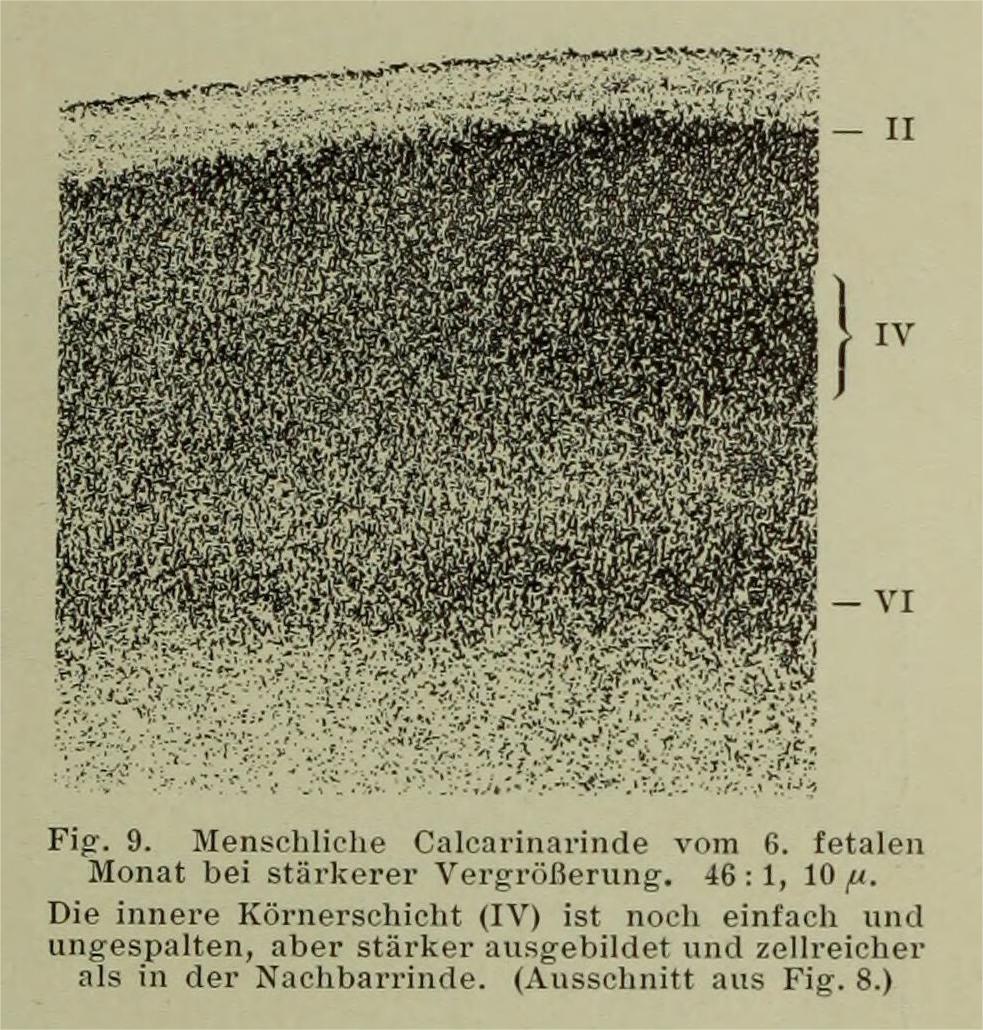 — II
IV
— VI
Fig. 9. Menschliche Calcarinarinde vom 6. fetalen
Monat bei stärkerer Vergrößerung. 46 : 1, 10 μ.
Die innere Körnerschicht (IV) ist noch einfach und
ungespalten, aber stärker ausgebildet und zellreicher
als in der Nachbarrinde. (Ausschnitt aus Fig. 8.)